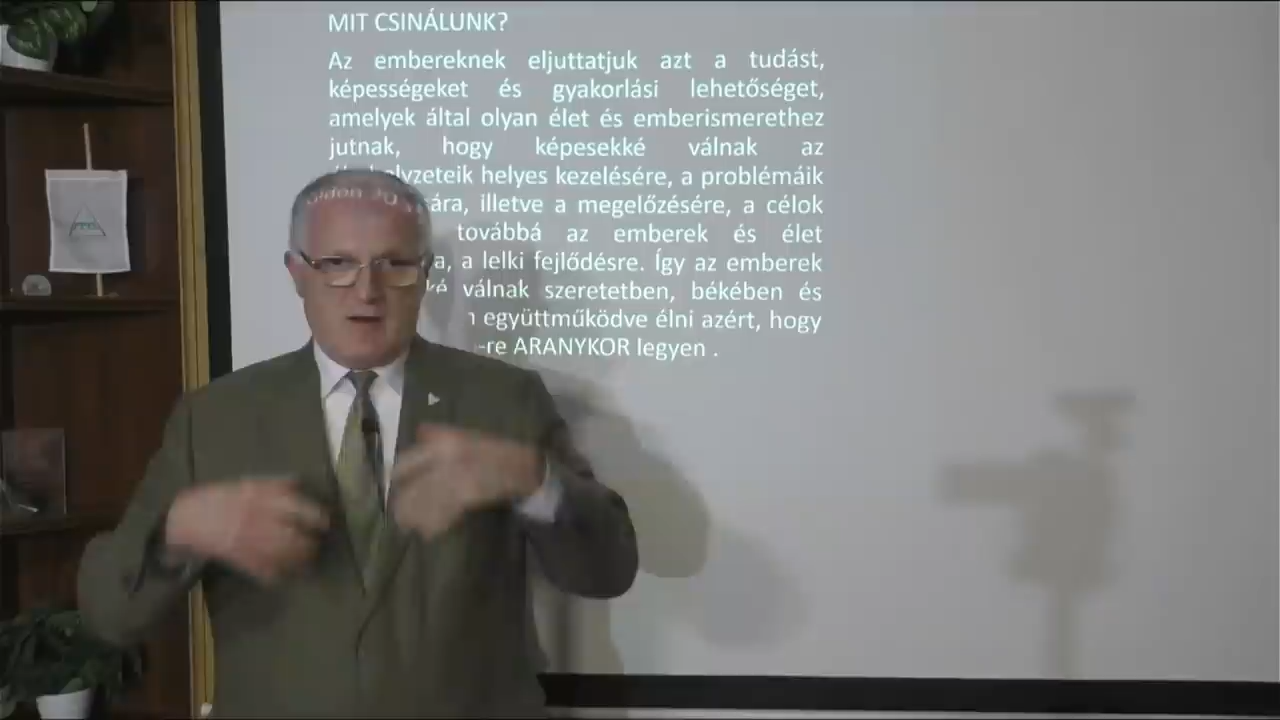 MIT CSINÁLUNK?
Az embereknek eljuttatjuk azt a tudást,
képességeket és gyakorlási lehetőséget,
amelyek által olyan élet és emberismerethez
jutnak, hogy képesekké válnak az
helyes kezelésére, a problémáik
illetve a megelőzésére, a célok
továbbá az emberek és élet
a lelki fejlődésre. Így az emberek
válnak szeretetben, békében és
együttműködve élni azért, hogy
-re ARANYKOR legyen .